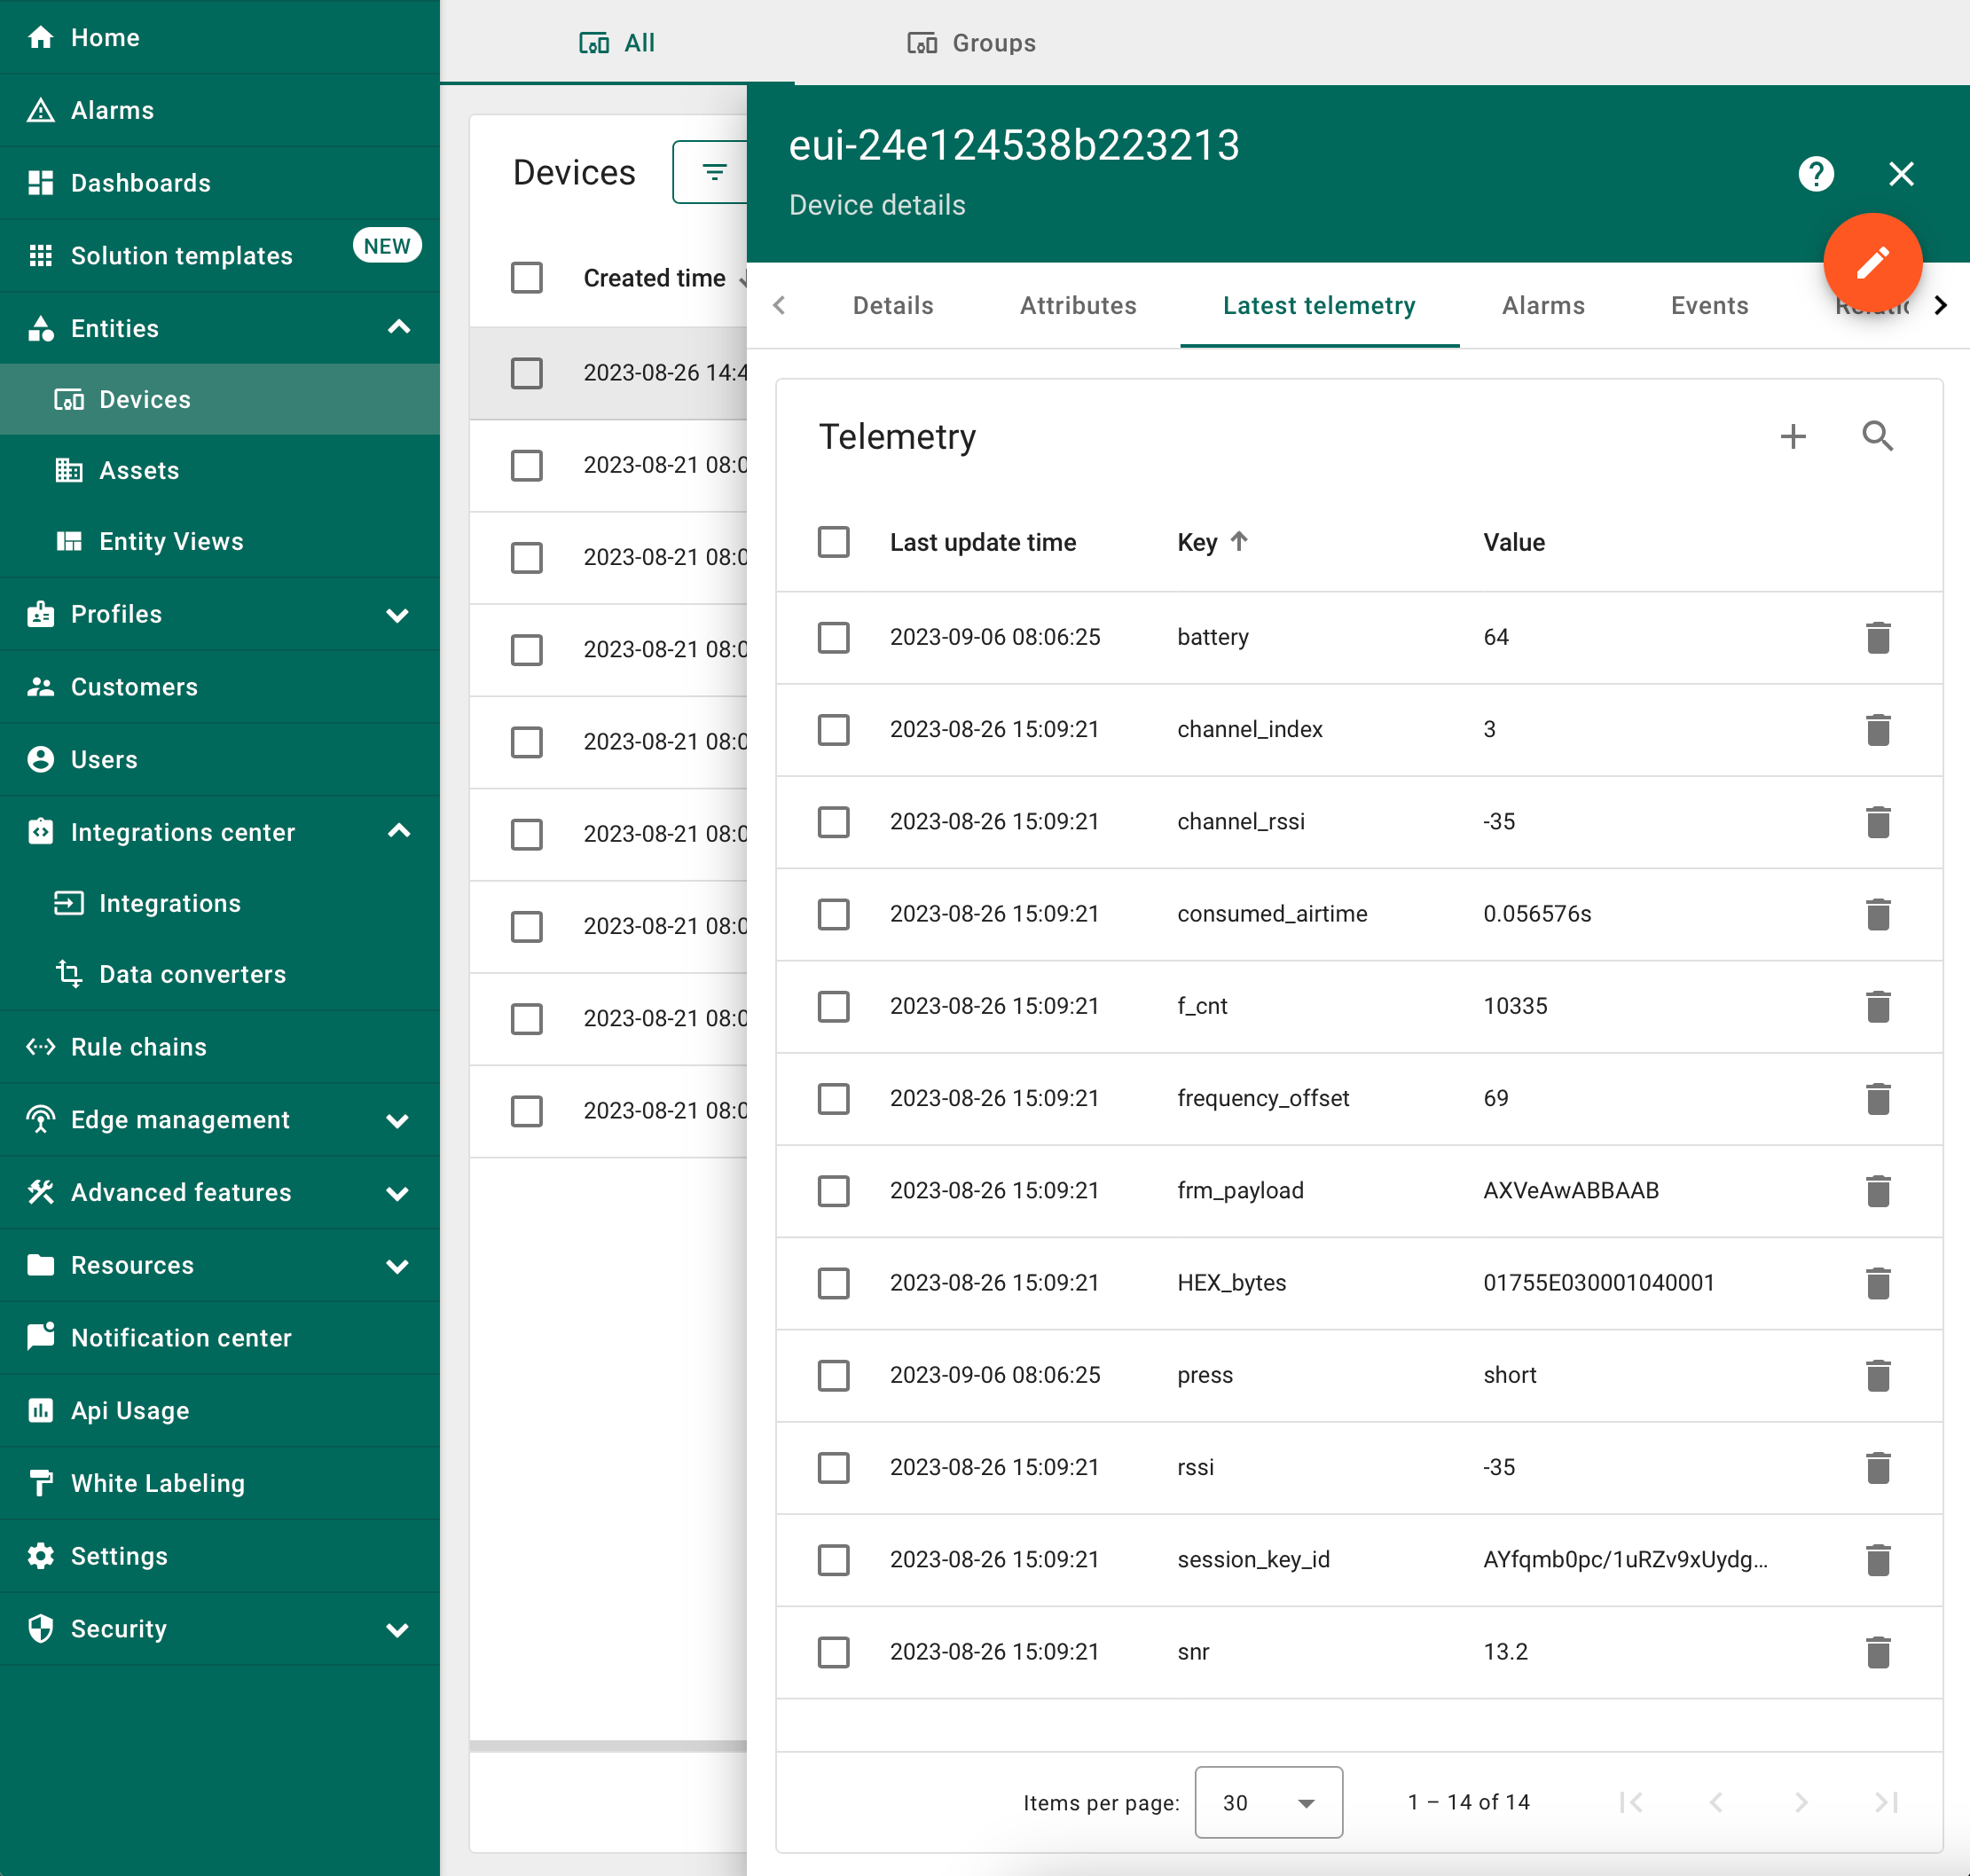 Home
Alarms
Dashboards
Solution templates NEW
Entities
Devices
Assets
Entity Views
Profiles
Customers
Users
Integrations center
Integrations
Data converters
Rule chains
Edge management
Advanced features
Resources
Notification center
Api Usage
White Labeling
Settings
Security
All Groups
Devices
Created time
2023-08-26 14:4
2023-08-21 08:0
2023-08-21 08:0
2023-08-21 08:0
2023-08-21 08:0
2023-08-21 08:0
2023-08-21 08:0
2023-08-21 08:0
2023-08-21 08:0
eui-24e124538b223213
Device details
Details Attributes Latest telemetry Alarms Events
Telemetry
Last update time Key Value
2023-09-06 08:06:25 battery 64
2023-08-26 15:09:21 channel_index 3
2023-08-26 15:09:21 channel_rssi -35
2023-08-26 15:09:21 consumed_airtime 0.056576s
2023-08-26 15:09:21 f_cnt 10335
2023-08-26 15:09:21 frequency_offset 69
2023-08-26 15:09:21 frm_payload AXVeAwABBAAB
2023-08-26 15:09:21 HEX_bytes 01755E030001040001
2023-09-06 08:06:25 press short
2023-08-26 15:09:21 rssi -35
2023-08-26 15:09:21 session_key_id AYfqmb0pc/1uRZv9xUydg...
2023-08-26 15:09:21 snr 13.2
Items per page: 30 1 – 14 of 14